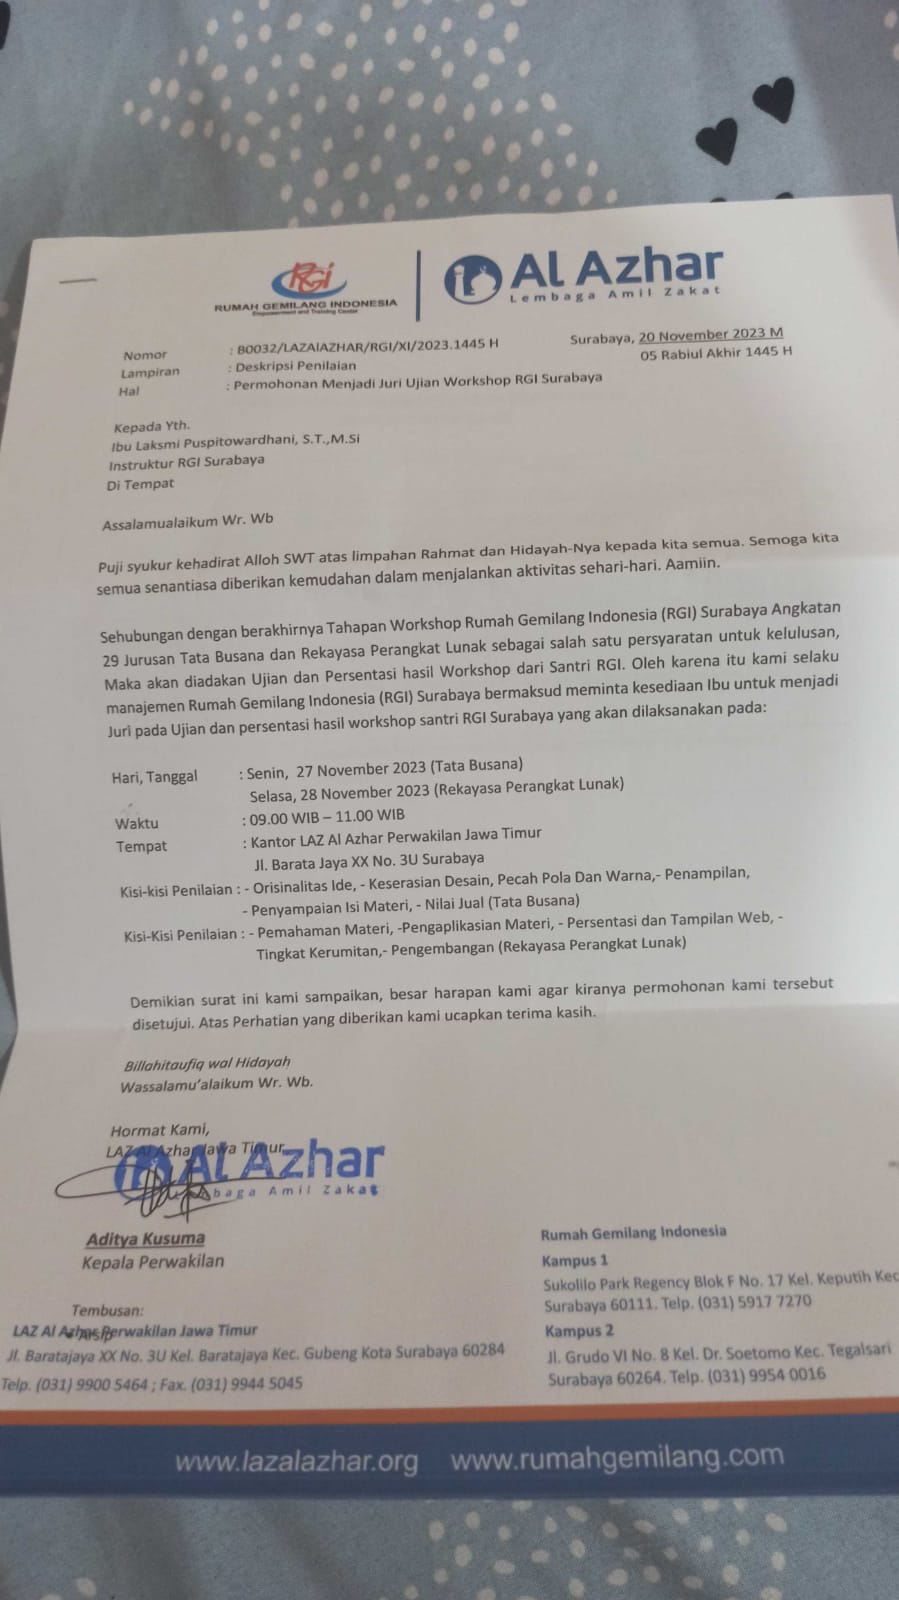 RGI
RUMAH GEMILANG INDONESIA
Empowerment and Training Center
Al Azhar
Lembaga Amil Zakat
Nomor : B0032/LAZAlAZHAR/RGI/XI/2023.1445 H
Surabaya, 20 November 2023 M
05 Rabiul Akhir 1445 H
Lampiran : Deskripsi Penilaian
Hal : Permohonan Menjadi Juri Ujian Workshop RGI Surabaya
Kepada Yth.
Ibu Laksmi Puspitowardhani, S.T.,M.Si
Instruktur RGI Surabaya
Di Tempat
Assalamualaikum Wr. Wb
Puji syukur kehadirat Alloh SWT atas limpahan Rahmat dan Hidayah-Nya kepada kita semua. Semoga kita
semua senantiasa diberikan kemudahan dalam menjalankan aktivitas sehari-hari. Aamiin.
Sehubungan dengan berakhirnya Tahapan Workshop Rumah Gemilang Indonesia (RGI) Surabaya Angkatan
29 Jurusan Tata Busana dan Rekayasa Perangkat Lunak sebagai salah satu persyaratan untuk kelulusan,
Maka akan diadakan Ujian dan Persentasi hasil Workshop dari Santri RGI. Oleh karena itu kami selaku
manajemen Rumah Gemilang Indonesia (RGI) Surabaya bermaksud meminta kesediaan Ibu untuk menjadi
Juri pada Ujian dan persentasi hasil workshop santri RGI Surabaya yang akan dilaksanakan pada:
Hari, Tanggal : Senin, 27 November 2023 (Tata Busana)
Selasa, 28 November 2023 (Rekayasa Perangkat Lunak)
Waktu : 09.00 WIB – 11.00 WIB
Tempat : Kantor LAZ Al Azhar Perwakilan Jawa Timur
Jl. Barata Jaya XX No. 3U Surabaya
Kisi-kisi Penilaian : - Orisinalitas Ide, - Keserasian Desain, Pecah Pola Dan Warna,- Penampilan,
- Penyampaian Isi Materi, - Nilai Jual (Tata Busana)
Kisi-Kisi Penilaian : - Pemahaman Materi, -Pengaplikasian Materi, - Persentasi dan Tampilan Web, -
Tingkat Kerumitan,- Pengembangan (Rekayasa Perangkat Lunak)
Demikian surat ini kami sampaikan, besar harapan kami agar kiranya permohonan kami tersebut
disetujui. Atas Perhatian yang diberikan kami ucapkan terima kasih.
Billahitaufiq wal Hidayah
Wassalamu'alaikum Wr. Wb.
Hormat Kami,
LAZ Al Azhar Jawa Timur
Al Azhar
Lembaga Amil Zakat
Aditya Kusuma
Kepala Perwakilan
Tembusan:
Arsip
LAZ Al Azhar Perwakilan Jawa Timur
Jl. Baratajaya XX No. 3U Kel. Baratajaya Kec. Gubeng Kota Surabaya 60284
Telp. (031) 9900 5464 ; Fax. (031) 9944 5045
Rumah Gemilang Indonesia
Kampus 1
Sukolilo Park Regency Blok F No. 17 Kel. Keputih Kec
Surabaya 60111. Telp. (031) 5917 7270
Kampus 2
Jl. Grudo VI No. 8 Kel. Dr. Soetomo Kec. Tegalsari
Surabaya 60264. Telp. (031) 9954 0016
www.lazalazhar.org www.rumahgemilang.com